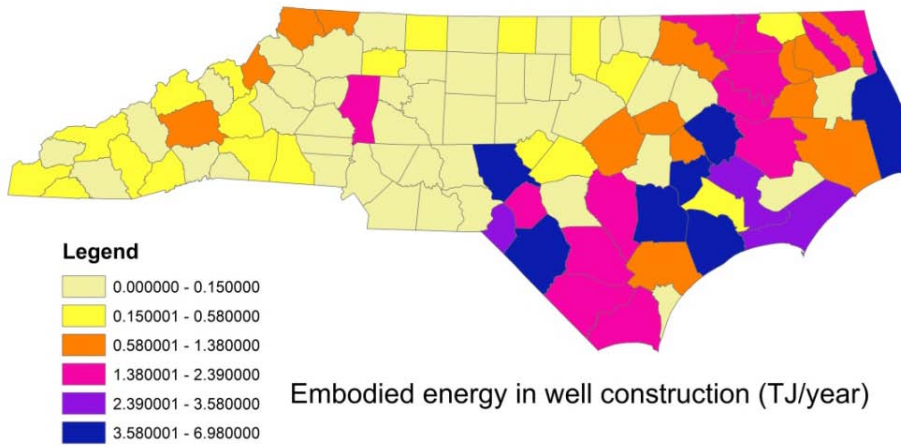 Legend
0.000000 - 0.150000
0.150001 - 0.580000
0.580001 - 1.380000
1.380001 - 2.390000
2.390001 - 3.580000
3.580001 - 6.980000
Embodied energy in well construction (TJ/year)